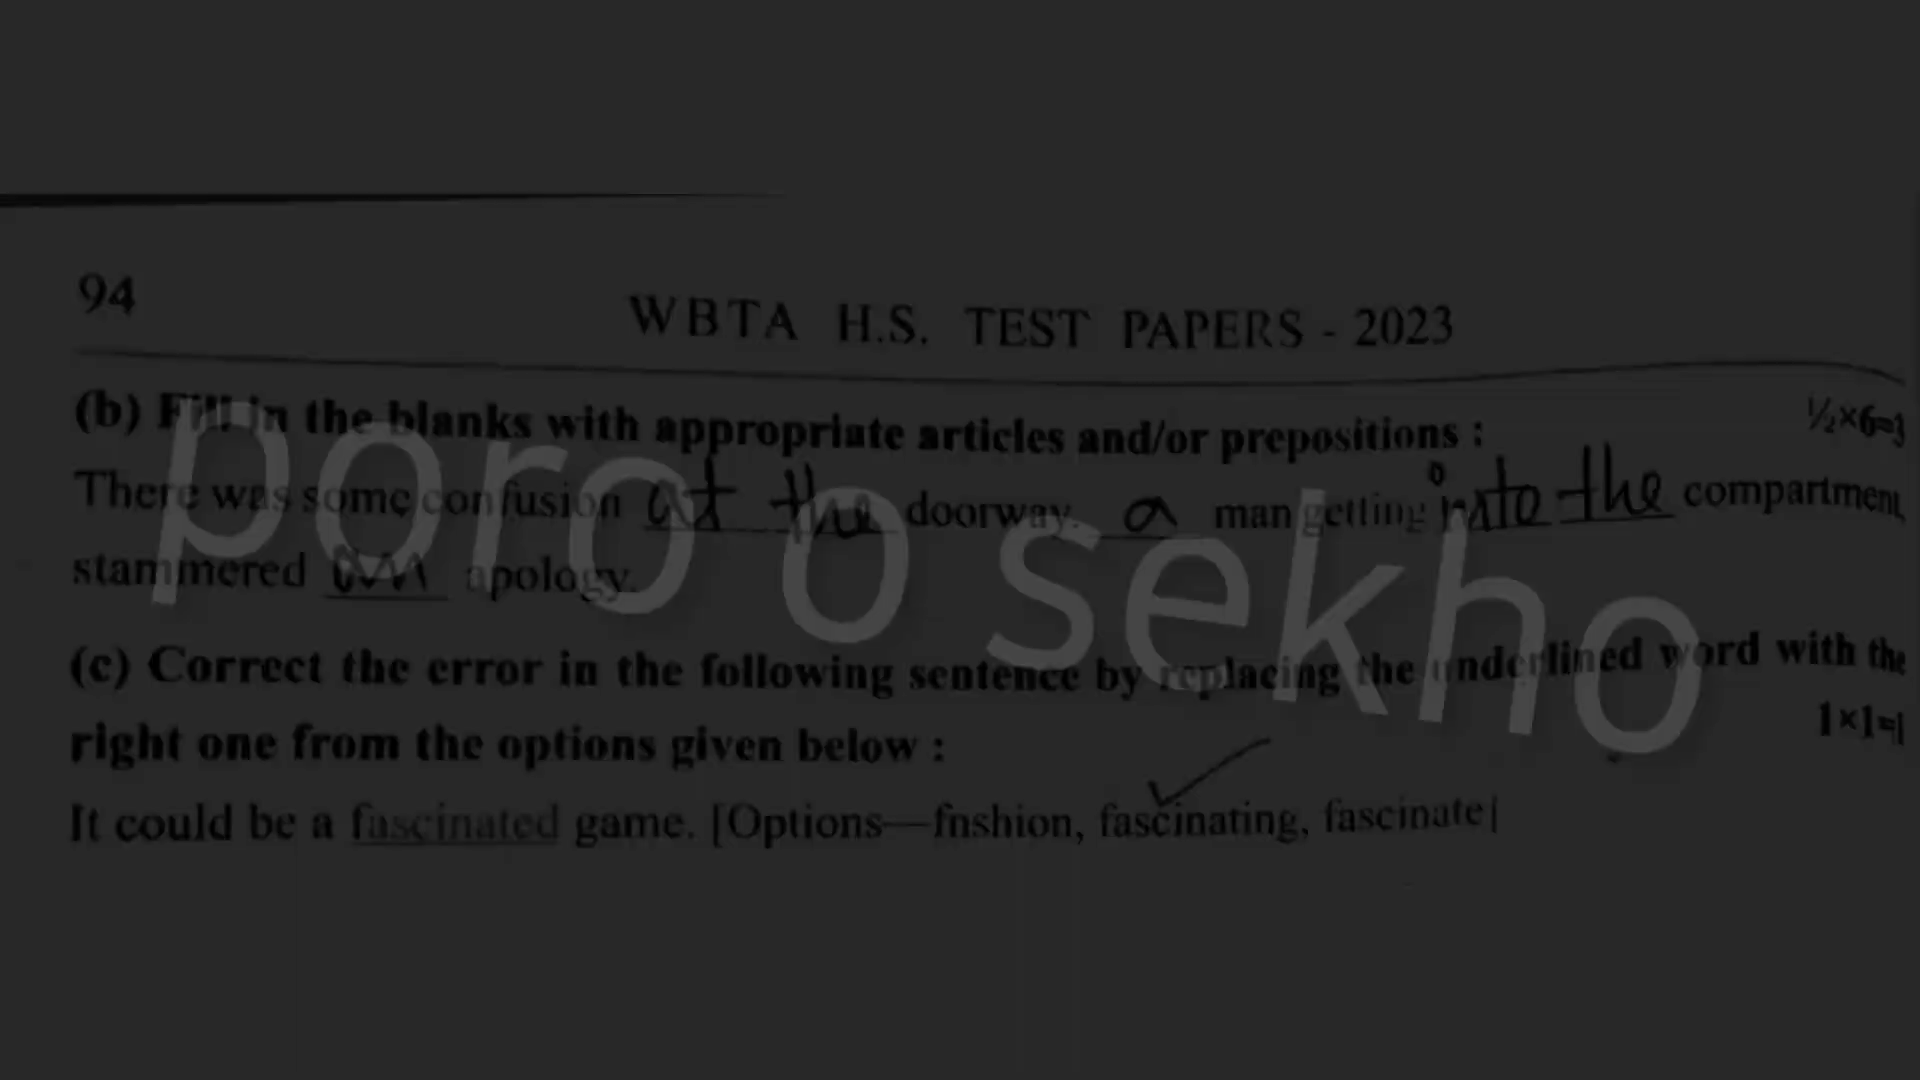 94
WBTA H.S. TEST PAPERS - 2023
(b) Fill in the blanks with appropriate articles and/or prepositions : ½×6=3
There was some confusion at the doorway. a man getting into the compartment,
stammered an apology.
(c) Correct the error in the following sentence by replacing the underlined word with the
right one from the options given below : 1×1=1
It could be a fascinated game. [Options—fashion, fascinating, fascinate]
poro o sekho